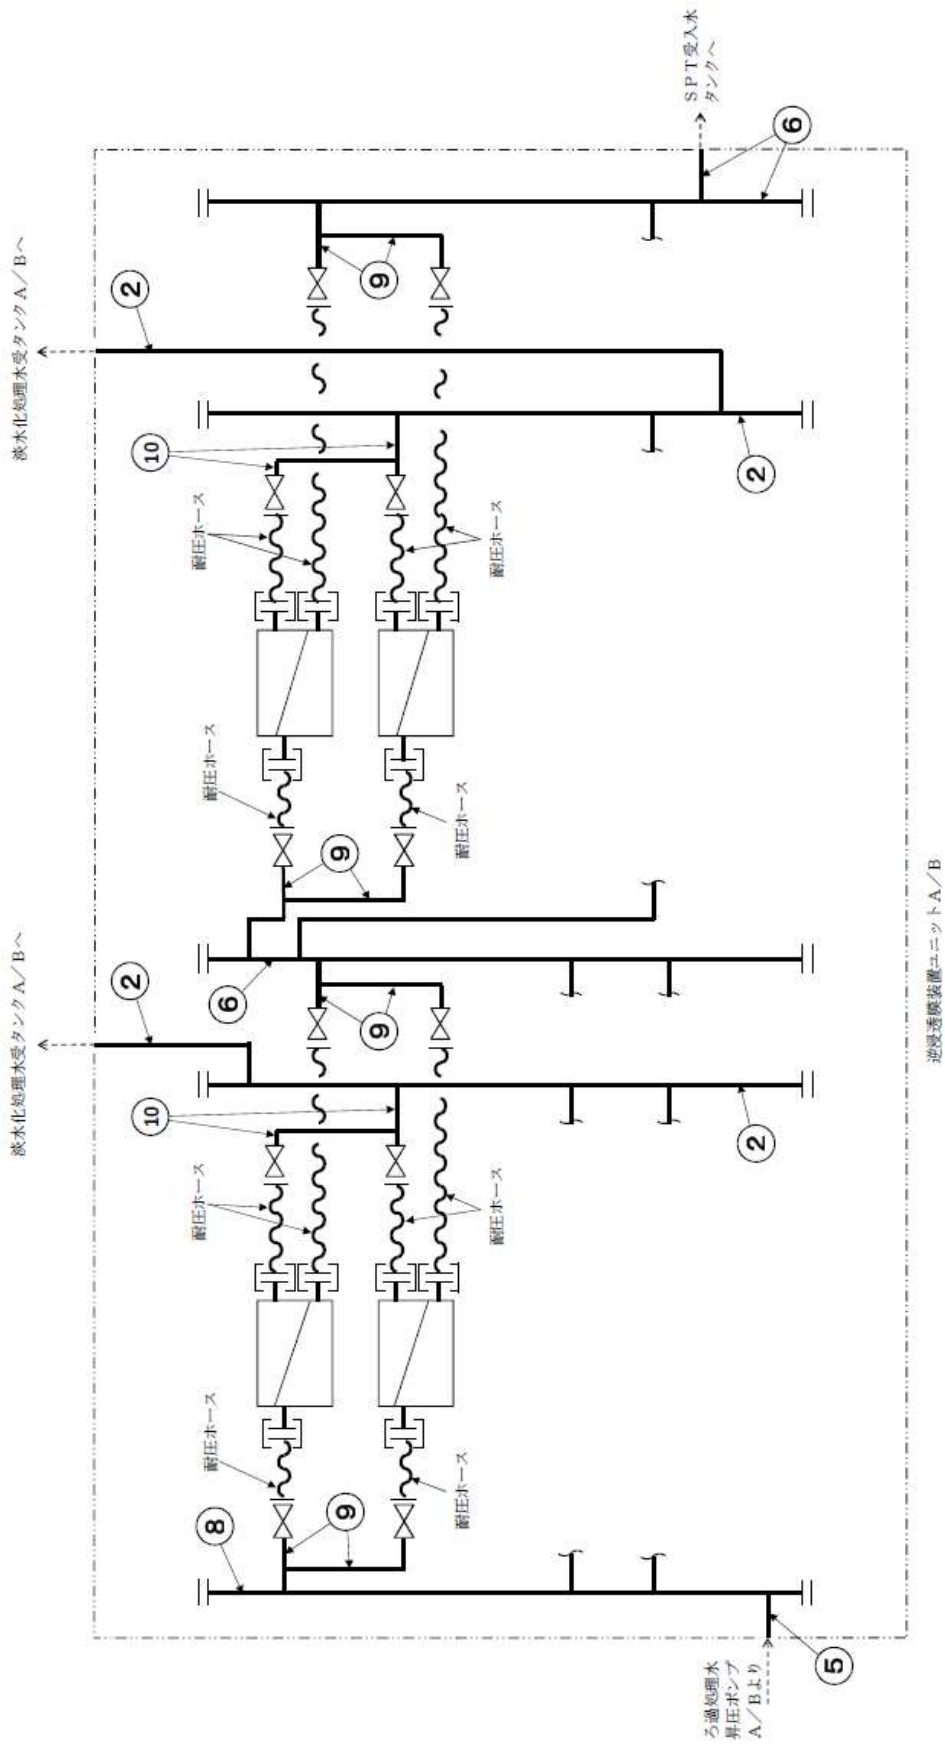 淡水化処理水受タンクA／Bへ
淡水化処理水受タンクA／Bへ
②
②
⑩
⑩
耐圧ホース
耐圧ホース
⑧
耐圧ホース
⑥
耐圧ホース
⑨
⑨
⑨
⑨
耐圧ホース
耐圧ホース
耐圧ホース
耐圧ホース
ろ過処理水
昇圧ポンプ
A／Bより
②
②
SPT受入水
タンクへ
⑤
⑥
逆浸透膜装置ユニットA／B